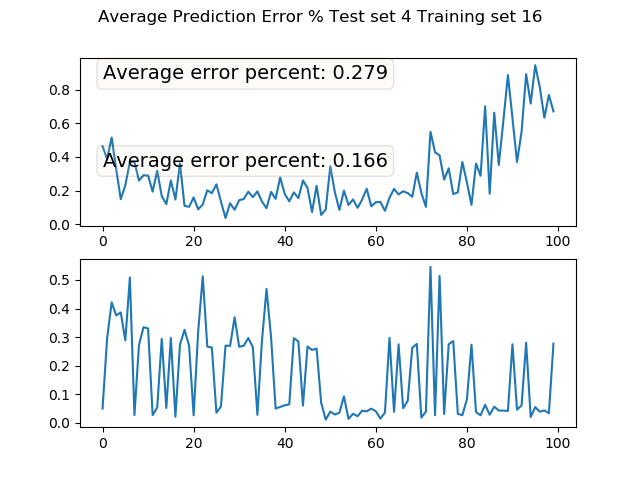 Average Prediction Error % Test set 4 Training set 16
Average error percent: 0.279
Average error percent: 0.166
0.8
0.6
0.4
0.2
0.0
0 20 40 60 80 100
0.5
0.4
0.3
0.2
0.1
0.0
0 20 40 60 80 100